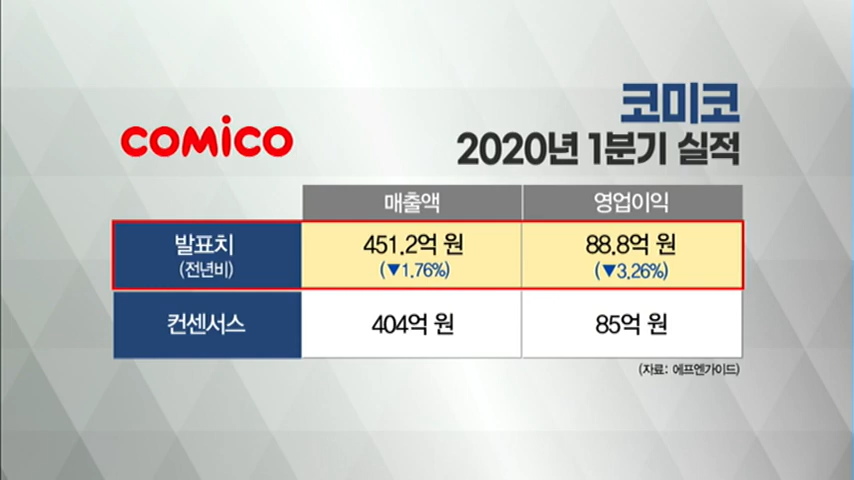 comico
코미코
2020년 1분기 실적
매출액 영업이익
발표치 451.2억 원 88.8억 원
(전년비) (▼1.76%) (▼3.26%)
컨센서스 404억 원 85억 원
(자료: 에프엔가이드)